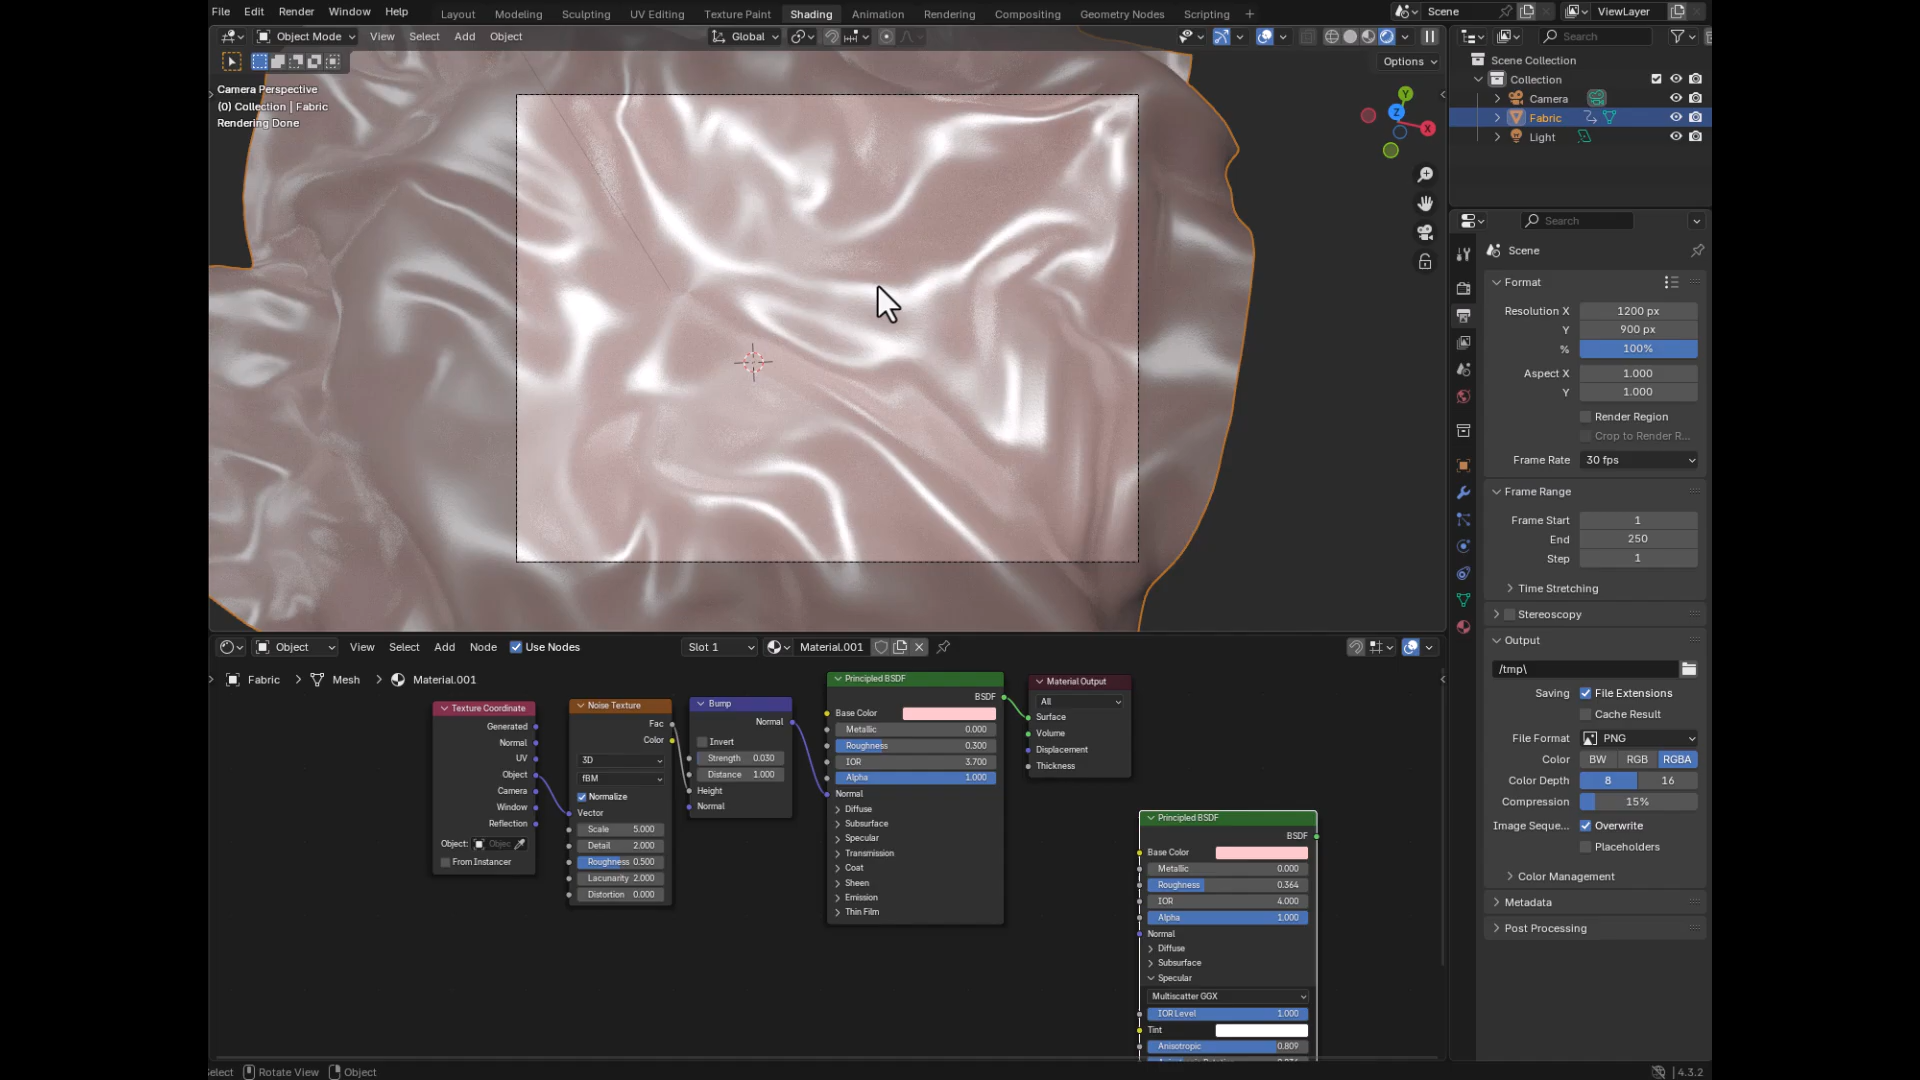 File Edit Render Window Help
Layout Modeling Sculpting UV Editing Texture Paint Shading Animation Rendering Compositing Geometry Nodes Scripting +
Scene
ViewLayer
Object Mode View Select Add Object
Global
Options
Camera Perspective
(0) Collection | Fabric
Rendering Done
Y
Z
X
Search
Scene Collection
Collection
Camera
Fabric
Light
Search
Scene
Format
Resolution X 1200 px
Y 900 px
% 100%
Aspect X 1.000
Y 1.000
Render Region
Crop to Render R...
Frame Rate 30 fps
Frame Range
Frame Start 1
End 250
Step 1
Time Stretching
Stereoscopy
Output
/tmp\
Saving File Extensions
Cache Result
File Format PNG
Color BW RGB RGBA
Color Depth 8 16
Compression 15%
Image Seque... Overwrite
Placeholders
Color Management
Metadata
Post Processing
Object View Select Add Node Use Nodes Slot 1 Material.001
Fabric > Mesh > Material.001
Texture Coordinate
Generated
Normal
UV
Object
Camera
Window
Reflection
Object: Objec
From Instancer
Noise Texture
Fac
Color
3D
fBM
Normalize
Vector
Scale 5.000
Detail 2.000
Roughness 0.500
Lacunarity 2.000
Distortion 0.000
Bump
Normal
Invert
Strength 0.030
Distance 1.000
Height
Normal
Principled BSDF
BSDF
Base Color
Metallic 0.000
Roughness 0.300
IOR 3.700
Alpha 1.000
Normal
Diffuse
Subsurface
Specular
Transmission
Coat
Sheen
Emission
Thin Film
Material Output
All
Surface
Volume
Displacement
Thickness
Principled BSDF
BSDF
Base Color
Metallic 0.000
Roughness 0.364
IOR 4.000
Alpha 1.000
Normal
Diffuse
Subsurface
Specular
Multiscatter GGX
IOR Level 1.000
Tint
Anisotropic 0.809
Select Rotate View Object
4.3.2